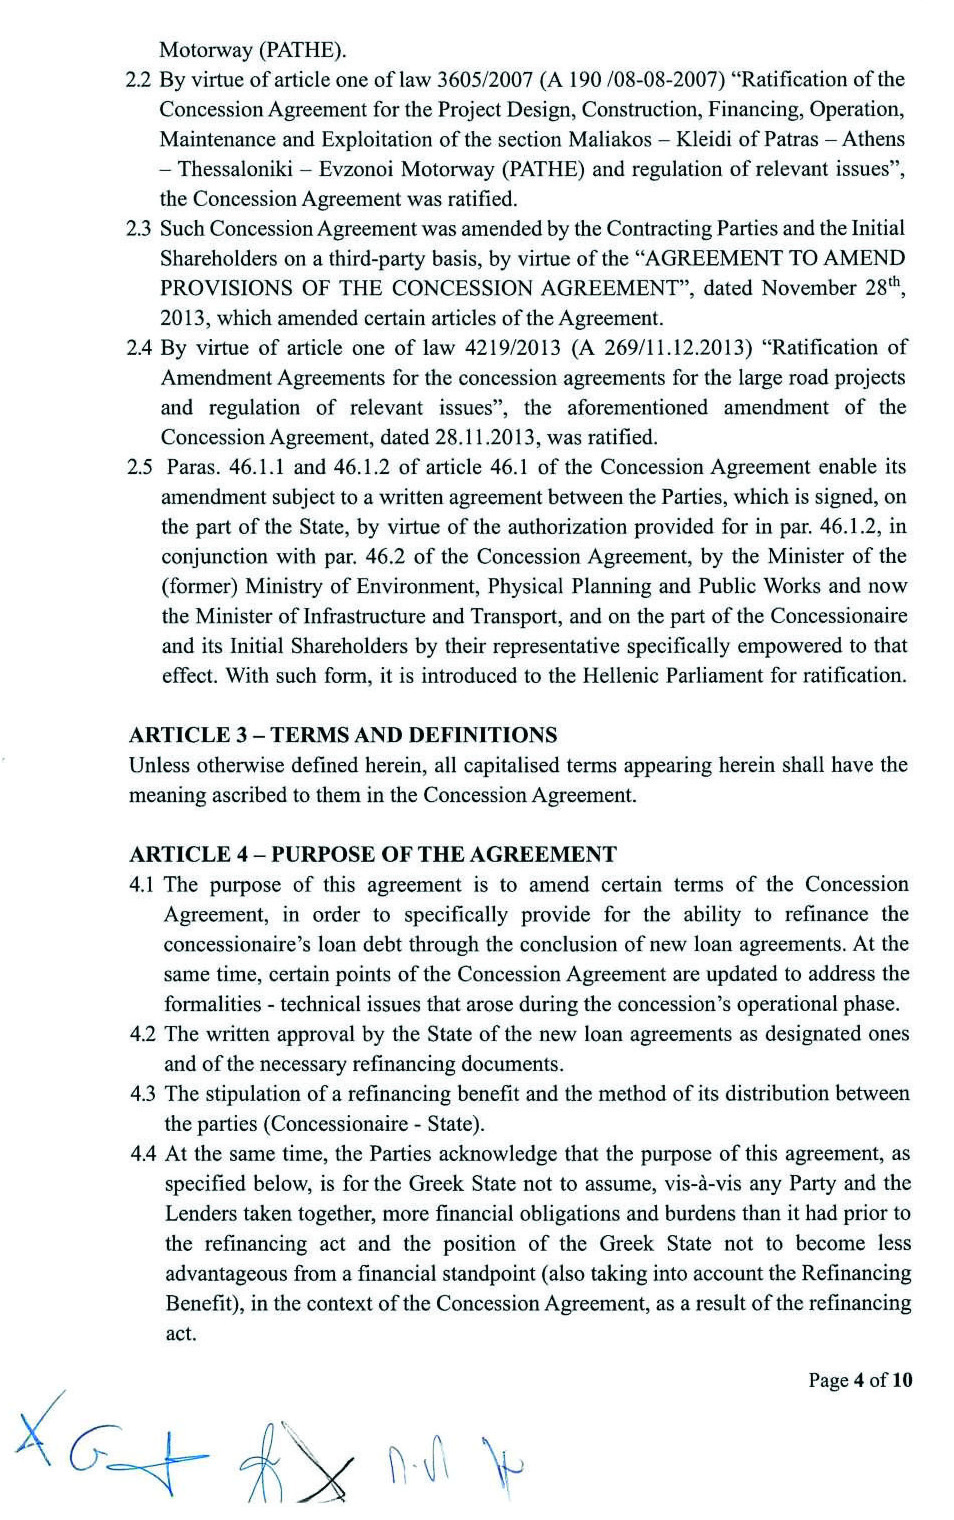 Motorway (PATHE).
2.2 By virtue of article one of law 3605/2007 (A 190 /08-08-2007) “Ratification of the
Concession Agreement for the Project Design, Construction, Financing, Operation,
Maintenance and Exploitation of the section Maliakos – Kleidi of Patras – Athens
– Thessaloniki – Evzonoi Motorway (PATHE) and regulation of relevant issues”,
the Concession Agreement was ratified.
2.3 Such Concession Agreement was amended by the Contracting Parties and the Initial
Shareholders on a third-party basis, by virtue of the “AGREEMENT TO AMEND
PROVISIONS OF THE CONCESSION AGREEMENT”, dated November 28th,
2013, which amended certain articles of the Agreement.
2.4 By virtue of article one of law 4219/2013 (A 269/11.12.2013) “Ratification of
Amendment Agreements for the concession agreements for the large road projects
and regulation of relevant issues”, the aforementioned amendment of the
Concession Agreement, dated 28.11.2013, was ratified.
2.5 Paras. 46.1.1 and 46.1.2 of article 46.1 of the Concession Agreement enable its
amendment subject to a written agreement between the Parties, which is signed, on
the part of the State, by virtue of the authorization provided for in par. 46.1.2, in
conjunction with par. 46.2 of the Concession Agreement, by the Minister of the
(former) Ministry of Environment, Physical Planning and Public Works and now
the Minister of Infrastructure and Transport, and on the part of the Concessionaire
and its Initial Shareholders by their representative specifically empowered to that
effect. With such form, it is introduced to the Hellenic Parliament for ratification.
ARTICLE 3 – TERMS AND DEFINITIONS
Unless otherwise defined herein, all capitalised terms appearing herein shall have the
meaning ascribed to them in the Concession Agreement.
ARTICLE 4 – PURPOSE OF THE AGREEMENT
4.1 The purpose of this agreement is to amend certain terms of the Concession
Agreement, in order to specifically provide for the ability to refinance the
concessionaire’s loan debt through the conclusion of new loan agreements. At the
same time, certain points of the Concession Agreement are updated to address the
formalities - technical issues that arose during the concession’s operational phase.
4.2 The written approval by the State of the new loan agreements as designated ones
and of the necessary refinancing documents.
4.3 The stipulation of a refinancing benefit and the method of its distribution between
the parties (Concessionaire - State).
4.4 At the same time, the Parties acknowledge that the purpose of this agreement, as
specified below, is for the Greek State not to assume, vis-à-vis any Party and the
Lenders taken together, more financial obligations and burdens than it had prior to
the refinancing act and the position of the Greek State not to become less
advantageous from a financial standpoint (also taking into account the Refinancing
Benefit), in the context of the Concession Agreement, as a result of the refinancing
act.
Page 4 of 10